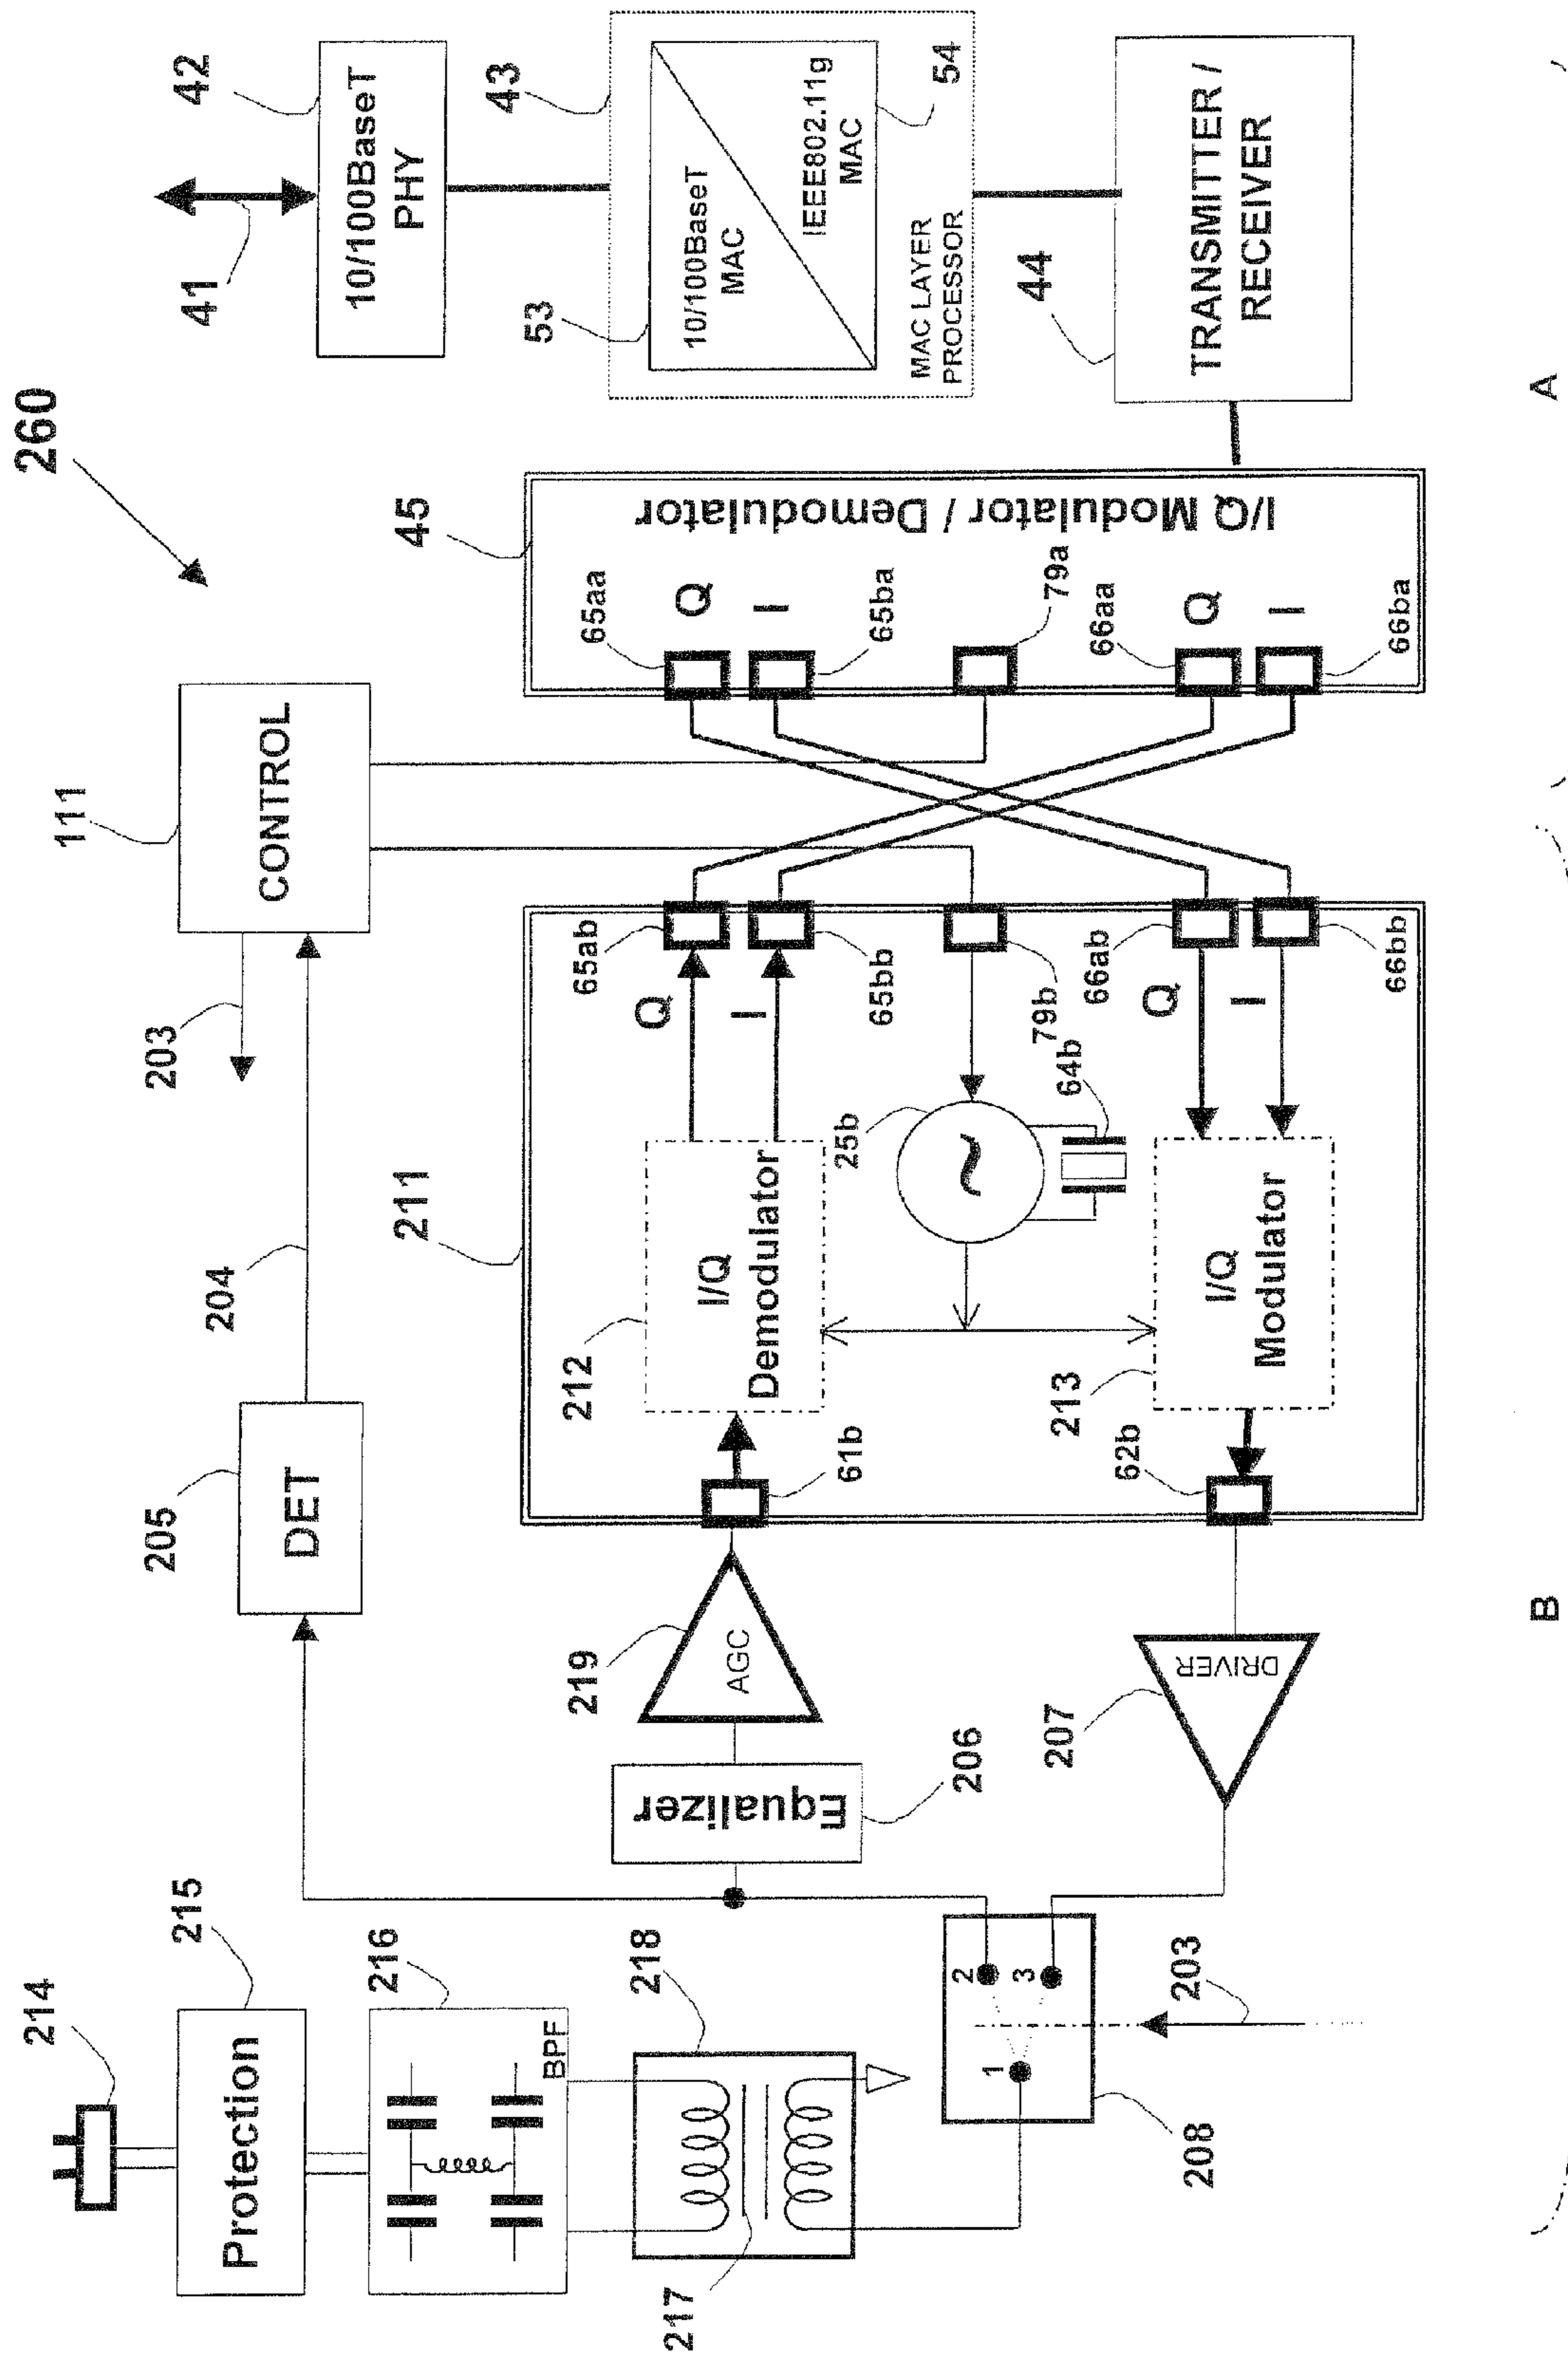 260
41
42
10/100BaseT
PHY
43
53
10/100BaseT
MAC
IEEE802.11g
MAC
54
MAC LAYER
PROCESSOR
44
TRANSMITTER /
RECEIVER
A
45
I/Q Modulator / Demodulator
65aa
Q
I
65ba
79a
66aa
Q
I
66ba
111
CONTROL
203
204
205
DET
211
65ab
Q
I
65bb
79b
66ab
Q
I
66bb
25b
64b
212
I/Q
Demodulator
213
I/Q
Modulator
61b
62b
B
219
AGC
206
Equalizer
207
DRIVER
214
215
Protection
216
BPF
218
217
2
3
1
203
208